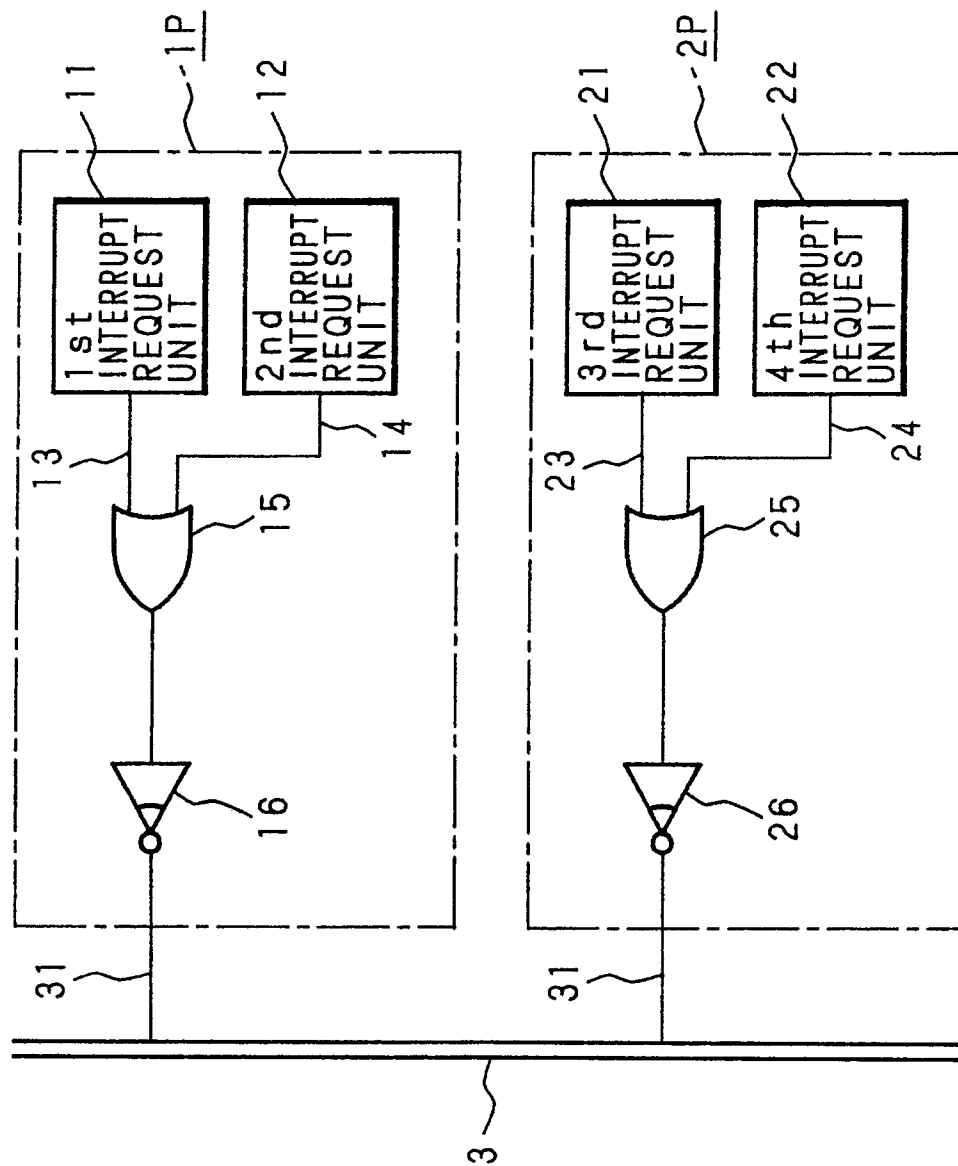 1P
11
12
1st
INTERRUPT
REQUEST
UNIT
2nd
INTERRUPT
REQUEST
UNIT
13
14
15
16
31
2P
21
22
3rd
INTERRUPT
REQUEST
UNIT
4th
INTERRUPT
REQUEST
UNIT
23
24
25
26
31
3